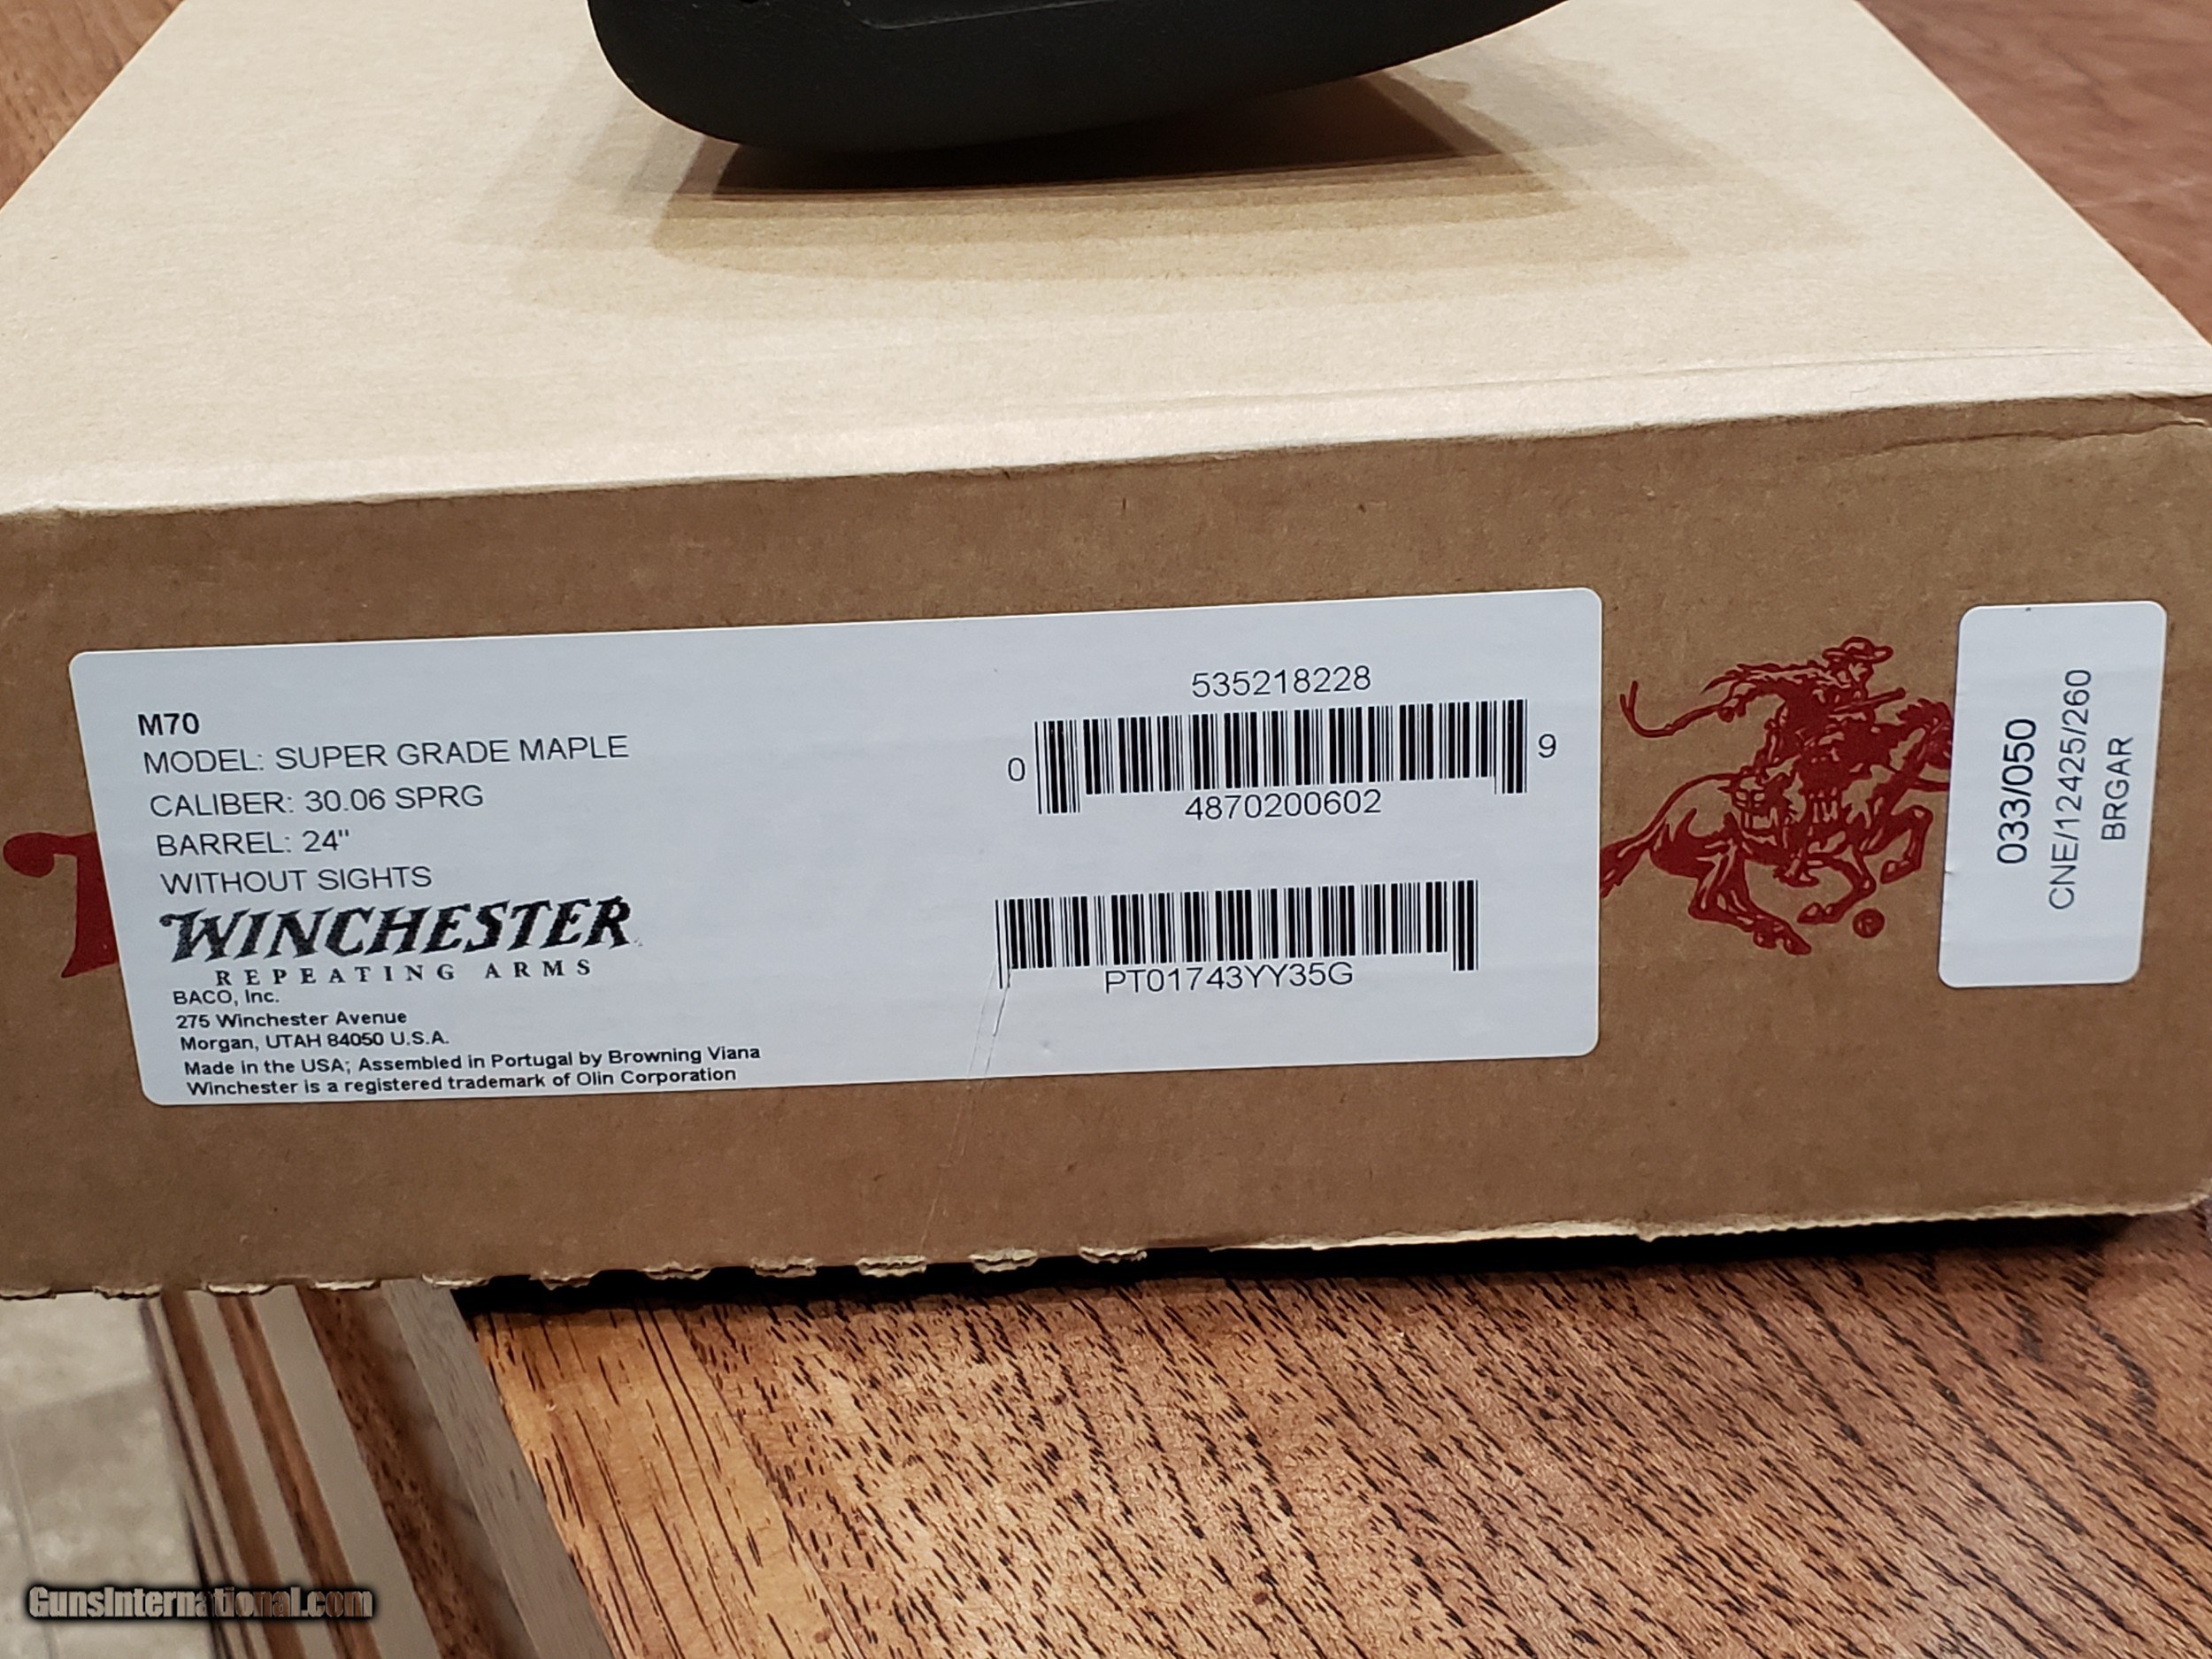 M70
MODEL: SUPER GRADE MAPLE
CALIBER: 30.06 SPRG
BARREL: 24"
WITHOUT SIGHTS
WINCHESTER
REPEATING ARMS
BACO, Inc.
275 Winchester Avenue
Morgan, UTAH 84050 U.S.A.
Made in the USA; Assembled in Portugal by Browning Viana
Winchester is a registered trademark of Olin Corporation
535218228
0 9
4870200602
PT01743YY35G
®
033/050
CNE/12425/260
BRGAR
GunsInternational.com